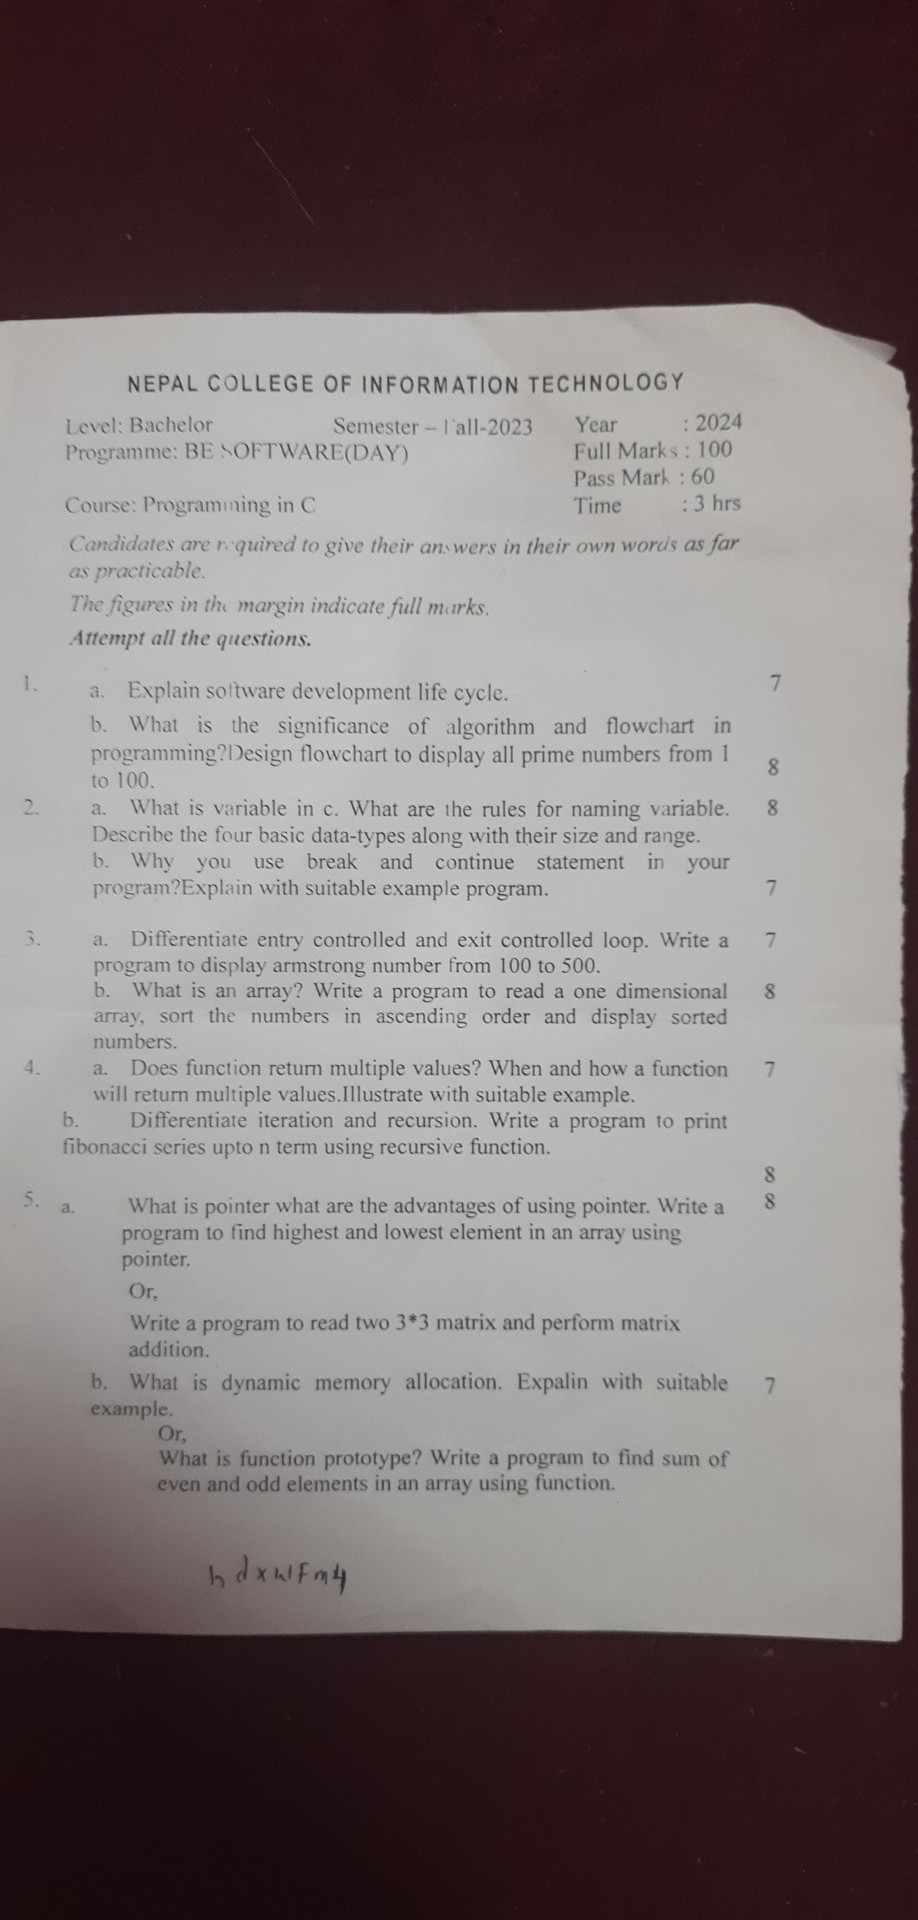 NEPAL COLLEGE OF INFORMATION TECHNOLOGY
Level: Bachelor Semester – Fall-2023 Year : 2024
Programme: BE SOFTWARE(DAY) Full Marks : 100
Pass Mark : 60
Course: Programming in C Time : 3 hrs
Candidates are required to give their answers in their own words as far
as practicable.
The figures in the margin indicate full marks.
Attempt all the questions.
1. a. Explain software development life cycle. 7
b. What is the significance of algorithm and flowchart in
programming?Design flowchart to display all prime numbers from 1
to 100. 8
2. a. What is variable in c. What are the rules for naming variable. 8
Describe the four basic data-types along with their size and range.
b. Why you use break and continue statement in your
program?Explain with suitable example program. 7
3. a. Differentiate entry controlled and exit controlled loop. Write a 7
program to display armstrong number from 100 to 500.
b. What is an array? Write a program to read a one dimensional 8
array, sort the numbers in ascending order and display sorted
numbers.
4. a. Does function return multiple values? When and how a function 7
will return multiple values.Illustrate with suitable example.
b. Differentiate iteration and recursion. Write a program to print
fibonacci series upto n term using recursive function.
8
5. a. What is pointer what are the advantages of using pointer. Write a 8
program to find highest and lowest element in an array using
pointer.
Or,
Write a program to read two 3*3 matrix and perform matrix
addition.
b. What is dynamic memory allocation. Expalin with suitable 7
example.
Or,
What is function prototype? Write a program to find sum of
even and odd elements in an array using function.